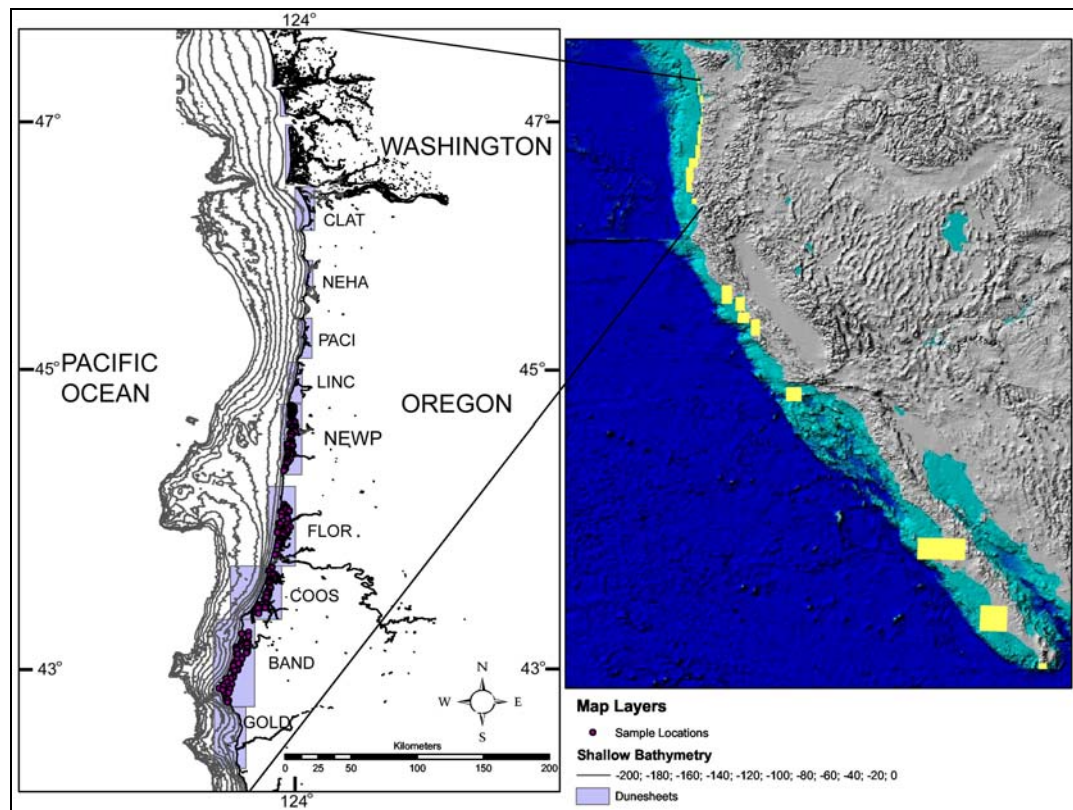 124°
47°
47°
WASHINGTON
CLAT
NEHA
PACI
PACIFIC
OCEAN
45°
45°
LINC
OREGON
NEWP
FLOR
COOS
43°
43°
BAND
GOLD
N
W E
S
Kilometers
0 12.5 25 50 100 150 200
124°
Map Layers
Sample Locations
Shallow Bathymetry
-200; -180; -160; -140; -120; -100; -80; -60; -40; -20; 0
Dunesheets